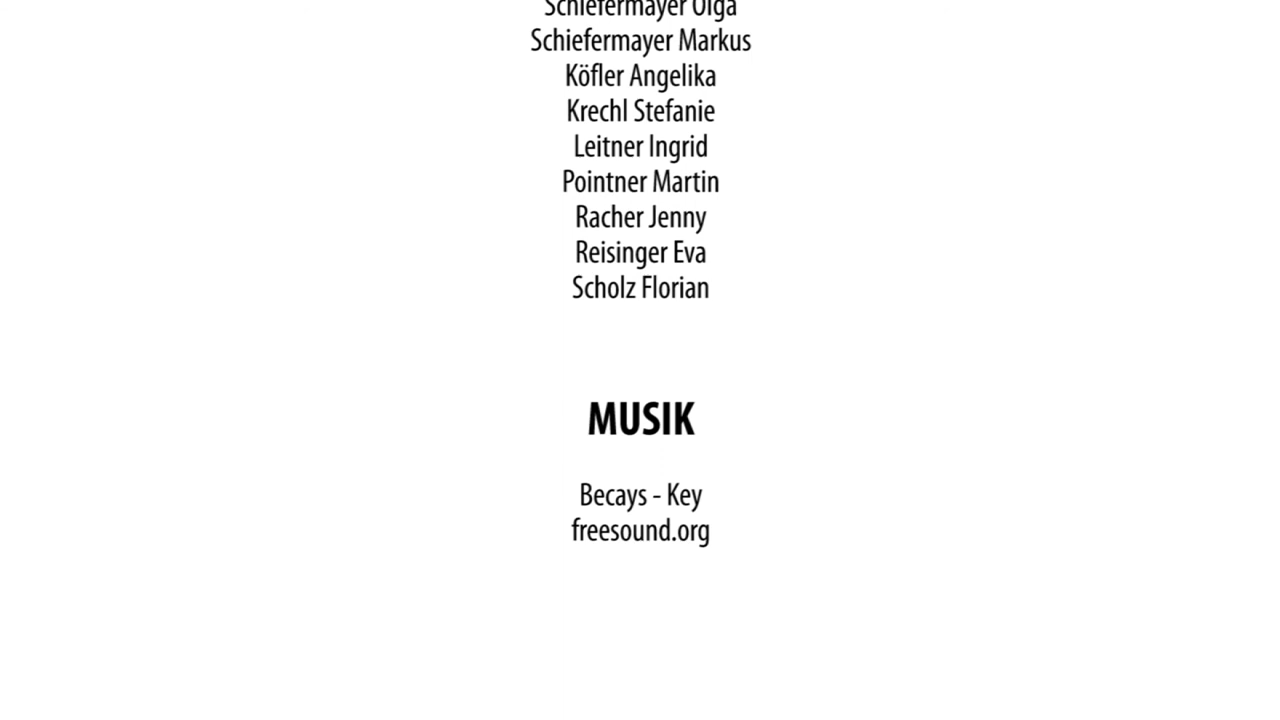 Schiefermayer Olga
Schiefermayer Markus
Köfler Angelika
Krechl Stefanie
Leitner Ingrid
Pointner Martin
Racher Jenny
Reisinger Eva
Scholz Florian
MUSIK
Becays - Key
freesound.org